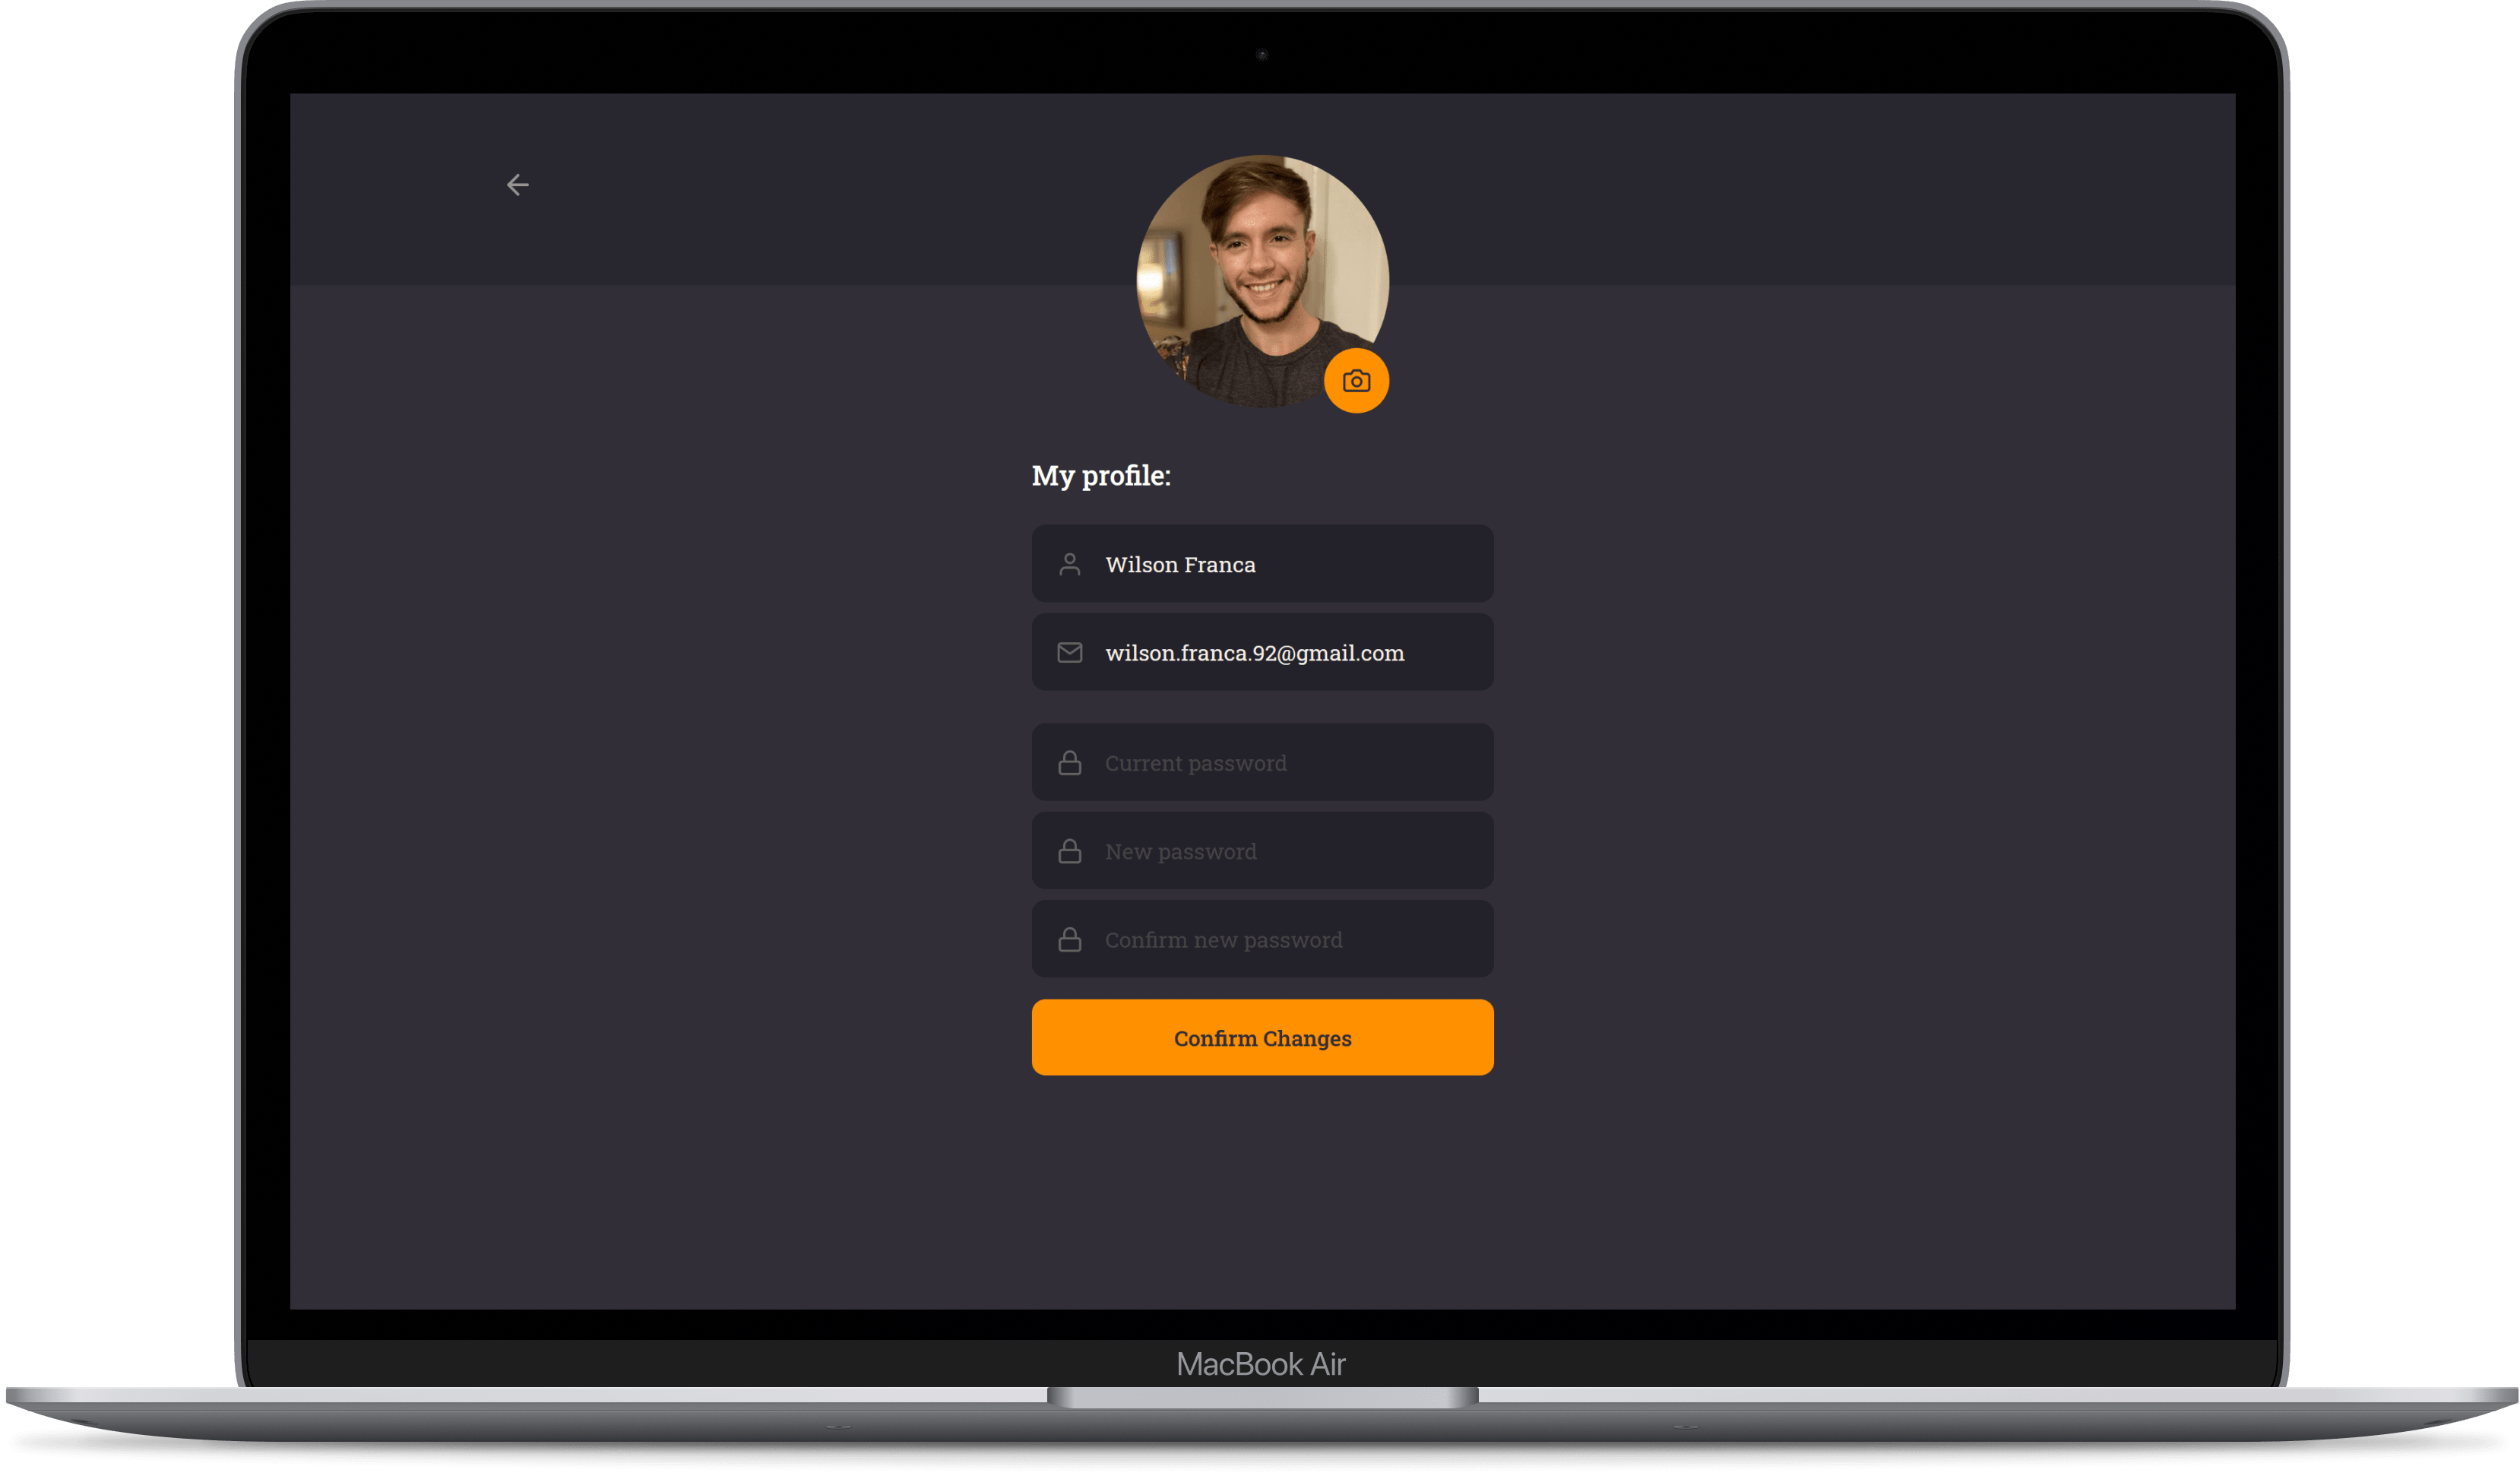 My profile:
Wilson Franca
wilson.franca.92@gmail.com
Current password
New password
Confirm new password
Confirm Changes
MacBook Air